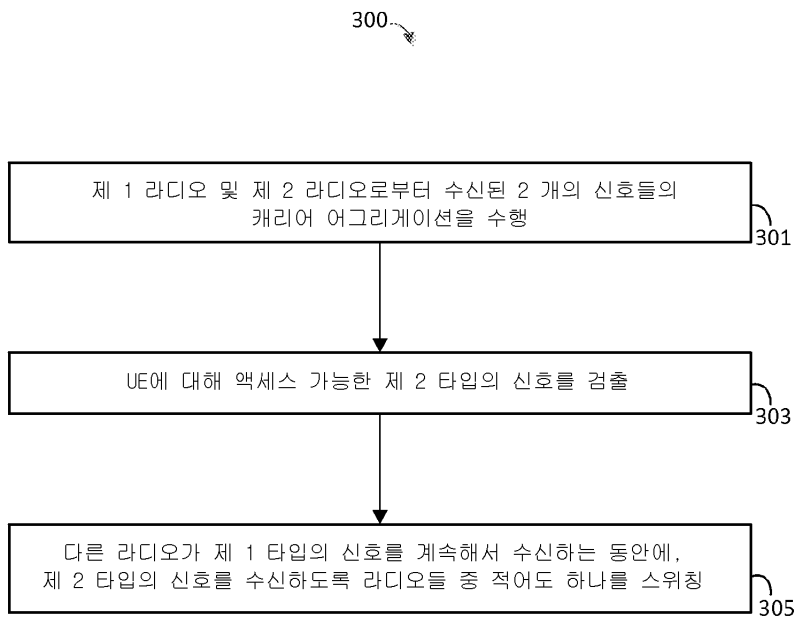 300
제 1 라디오 및 제 2 라디오로부터 수신된 2 개의 신호들의
캐리어 어그리게이션을 수행
301
UE에 대해 액세스 가능한 제 2 타입의 신호를 검출
303
다른 라디오가 제 1 타입의 신호를 계속해서 수신하는 동안에,
제 2 타입의 신호를 수신하도록 라디오들 중 적어도 하나를 스위칭
305